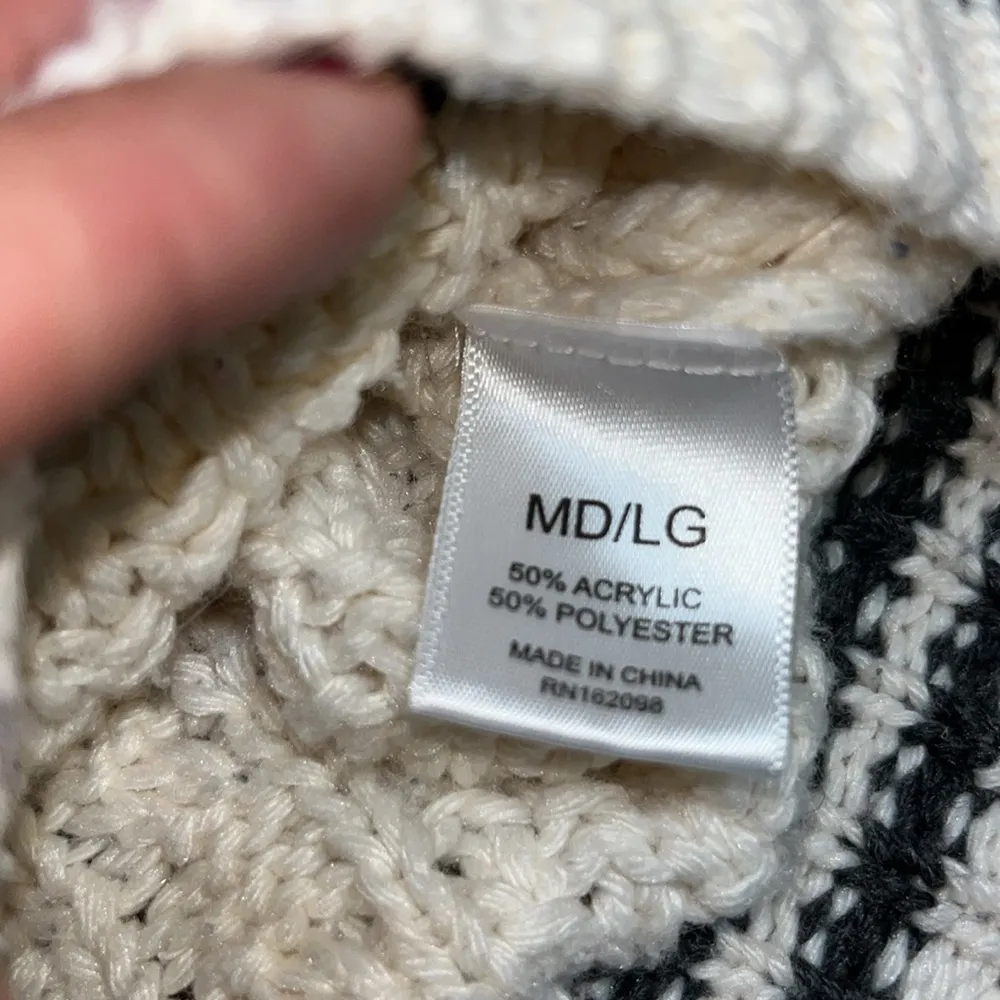 MD/LG
50% ACRYLIC
50% POLYESTER
MADE IN CHINA
RN162098